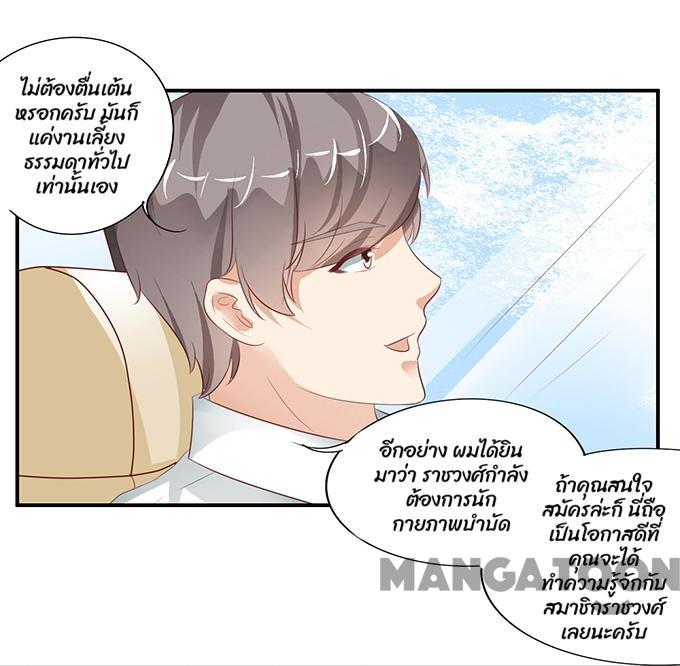 ไม่ต้องตื่นเต้น
หรอกครับ มันก็
แค่งานเลี้ยง
ธรรมดาทั่วไป
เท่านั้นเอง
อีกอย่าง ผมได้ยิน
มาว่า ราชวงศ์กำลัง
ต้องการนัก
กายภาพบำบัด
ถ้าคุณสนใจ
สมัครล่ะก็ นี่ถือ
เป็นโอกาสดีที่
คุณจะได้
ทำความรู้จักกับ
สมาชิกราชวงศ์
เลยนะครับ
MANGATOON